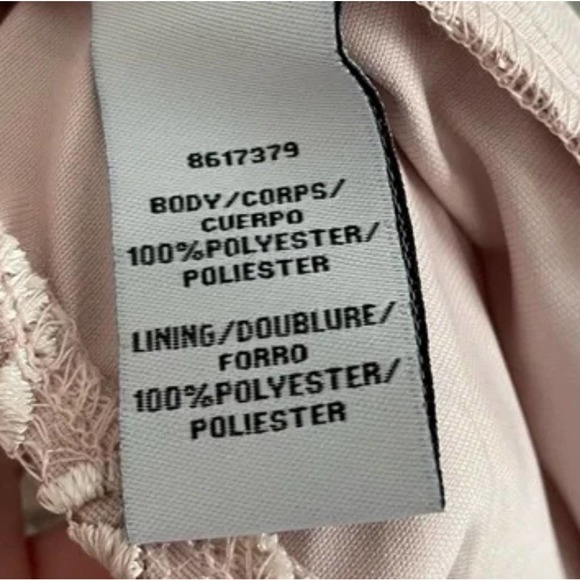 8617379
BODY/CORPS/
CUERPO
100%POLYESTER/
POLIESTER
LINING/DOUBLURE/
FORRO
100%POLYESTER/
POLIESTER